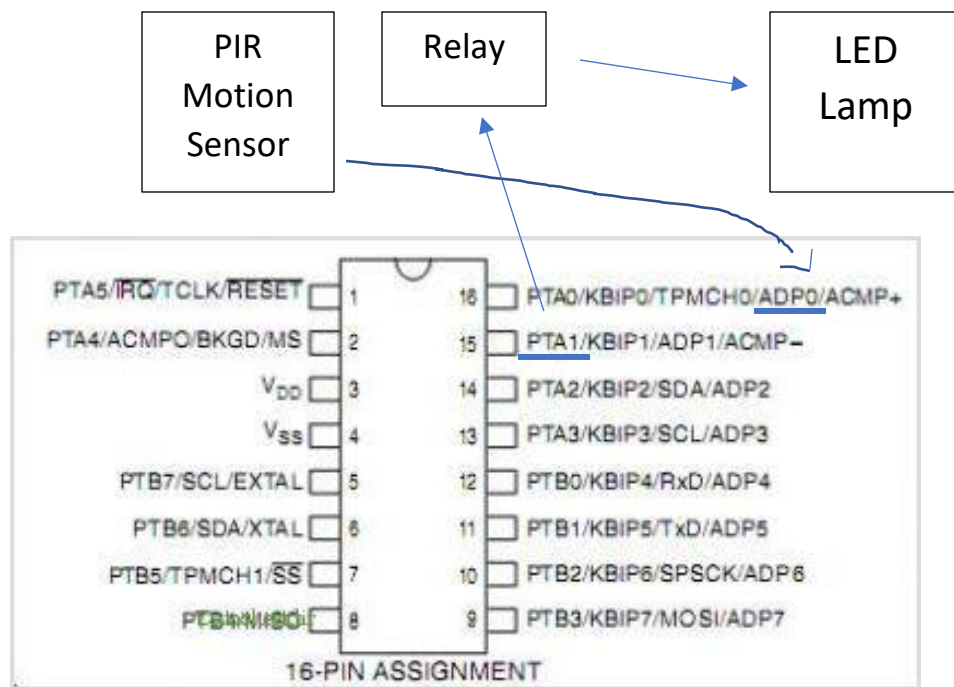 PIR
Motion
Sensor
Relay
LED
Lamp
PTA5/IRQ/TCLK/RESET 1
16 PTA0/KBIP0/TPMCH0/ADP0/ACMP+
PTA4/ACMPO/BKGD/MS 2
15 PTA1/KBIP1/ADP1/ACMP–
VDD 3
14 PTA2/KBIP2/SDA/ADP2
VSS 4
13 PTA3/KBIP3/SCL/ADP3
PTB7/SCL/EXTAL 5
12 PTB0/KBIP4/RxD/ADP4
PTB6/SDA/XTAL 6
11 PTB1/KBIP5/TxD/ADP5
PTB5/TPMCH1/SS 7
10 PTB2/KBIP6/SPSCK/ADP6
8
9 PTB3/KBIP7/MOSI/ADP7
16-PIN ASSIGNMENT